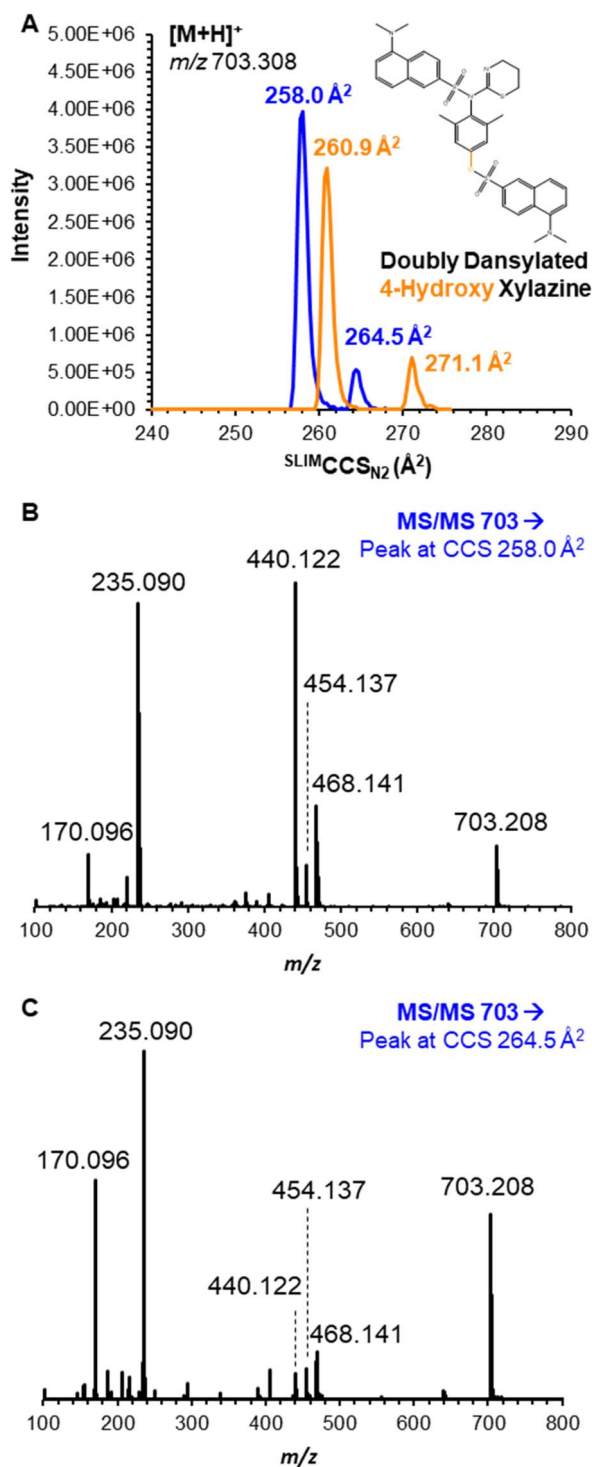 A
[M+H]⁺
m/z 703.308
5.00E+06
4.50E+06
4.00E+06
3.50E+06
3.00E+06
2.50E+06
2.00E+06
1.50E+06
1.00E+06
5.00E+05
0.00E+00
Intensity
258.0 Å²
260.9 Å²
264.5 Å²
271.1 Å²
Doubly Dansylated
4-Hydroxy Xylazine
240 250 260 270 280 290
SLIMCCSN2 (Å²)
B
MS/MS 703 →
Peak at CCS 258.0 Å²
440.122
235.090
454.137
468.141
170.096
703.208
100 200 300 400 500 600 700 800
m/z
C
MS/MS 703 →
Peak at CCS 264.5 Å²
235.090
170.096
454.137
703.208
440.122
468.141
100 200 300 400 500 600 700 800
m/z